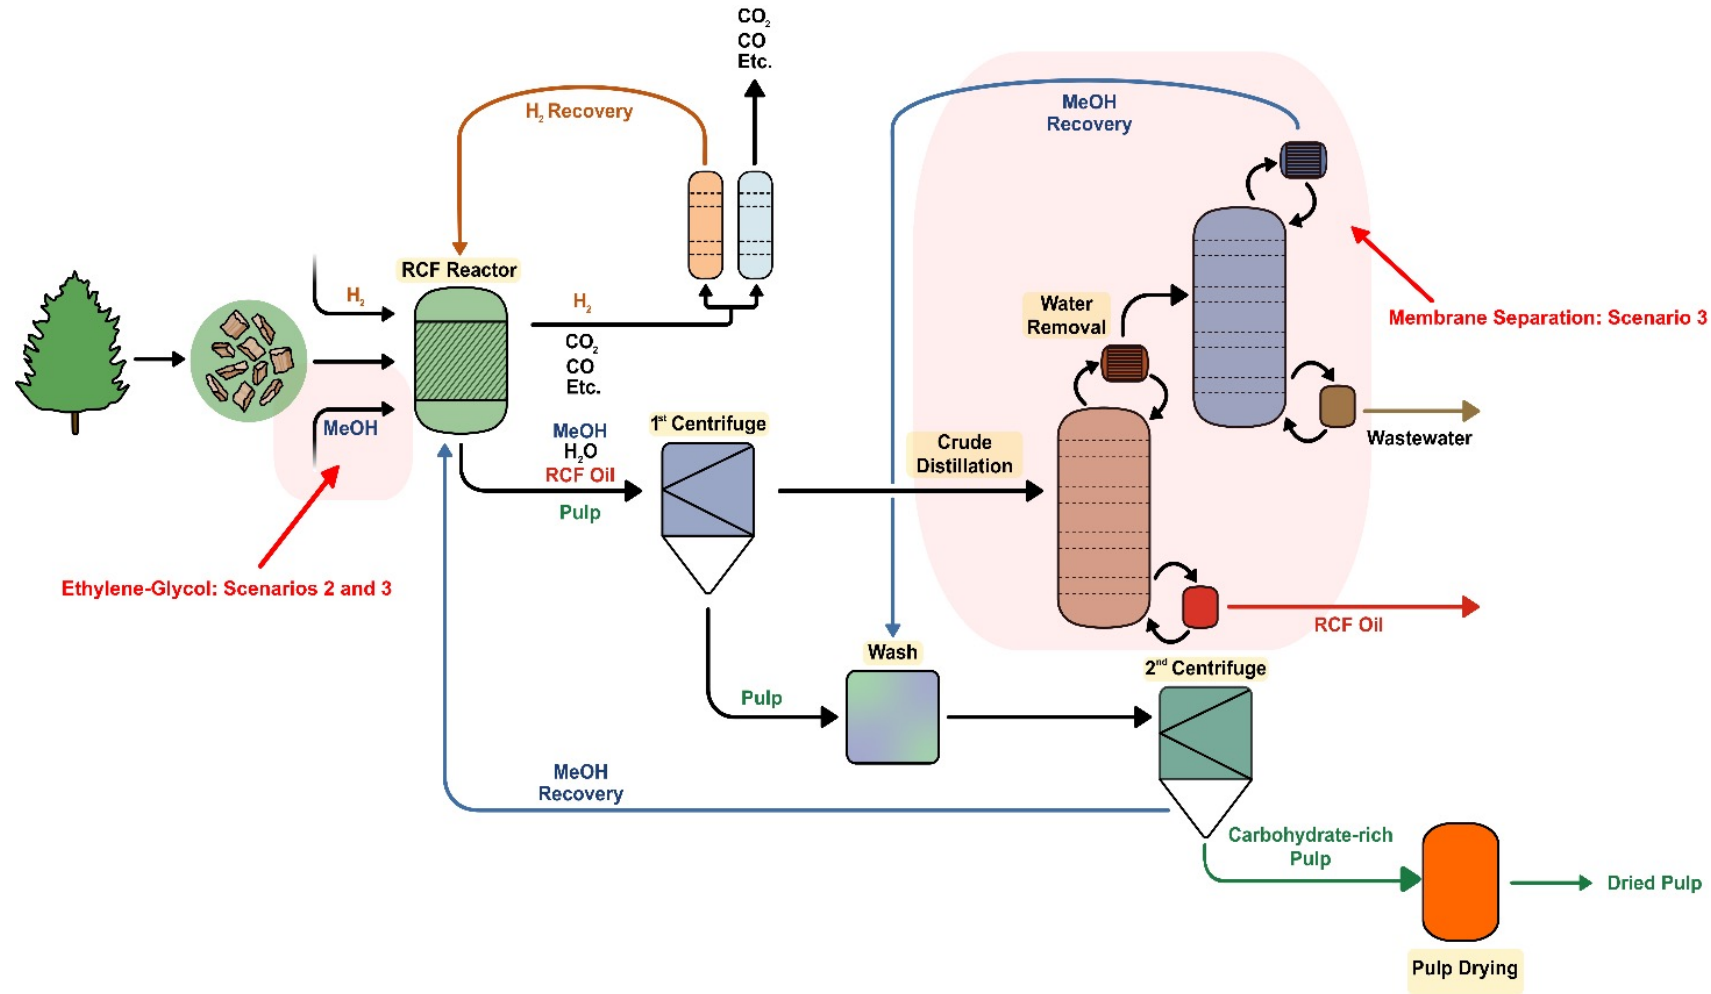 CO₂
CO
Etc.
H₂ Recovery
MeOH
Recovery
RCF Reactor
H₂
H₂
CO₂
CO
Etc.
Water
Removal
Membrane Separation: Scenario 3
MeOH
1st Centrifuge
MeOH
H₂O
RCF Oil
Pulp
Crude
Distillation
Wastewater
Ethylene-Glycol: Scenarios 2 and 3
RCF Oil
Wash
2nd Centrifuge
Pulp
MeOH
Recovery
Carbohydrate-rich
Pulp
Dried Pulp
Pulp Drying